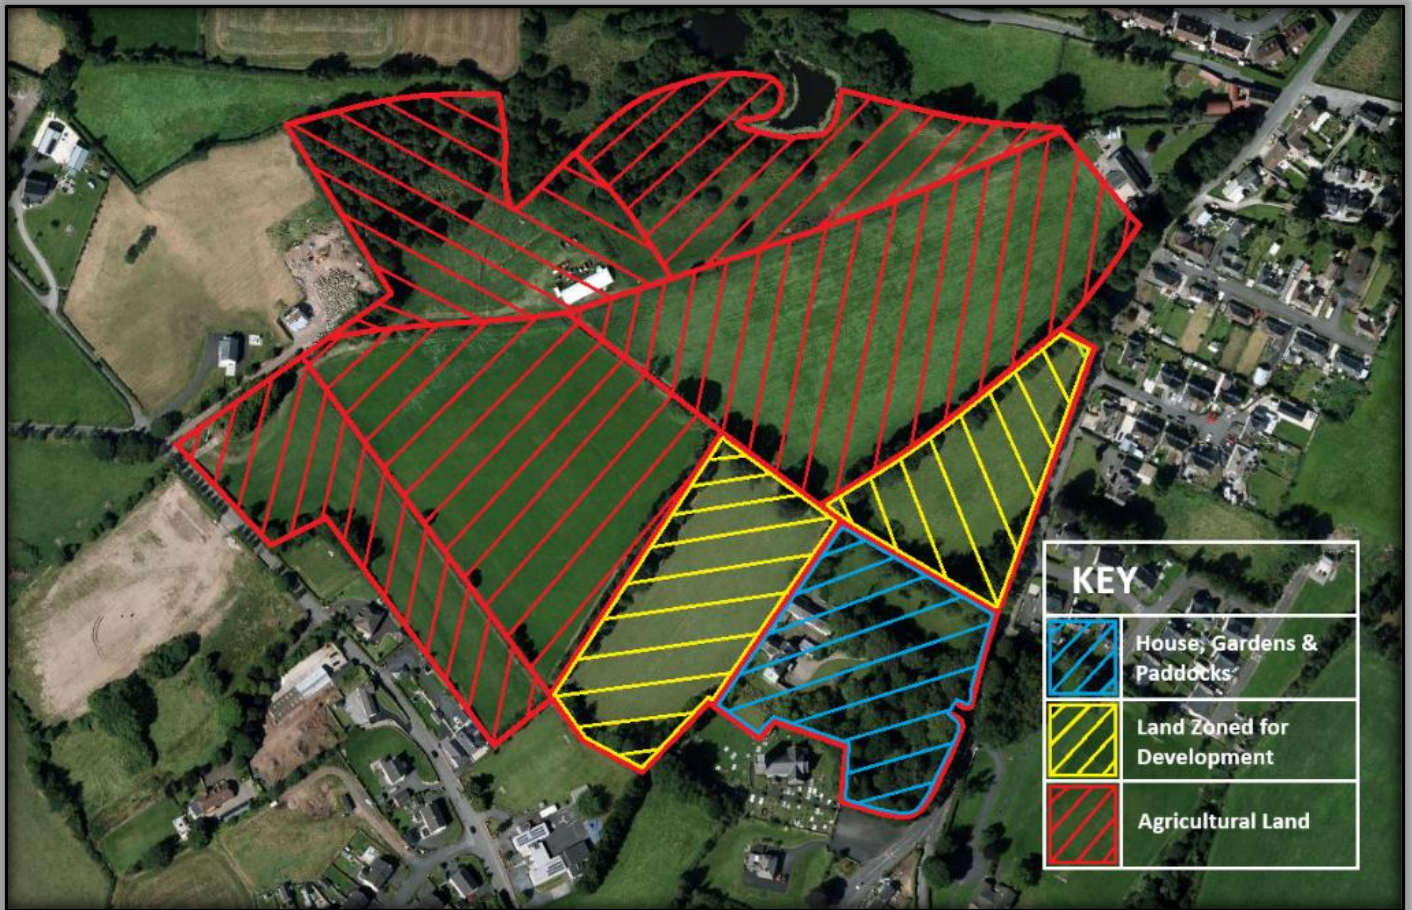 KEY
House, Gardens &
Paddocks
Land Zoned for
Development
Agricultural Land